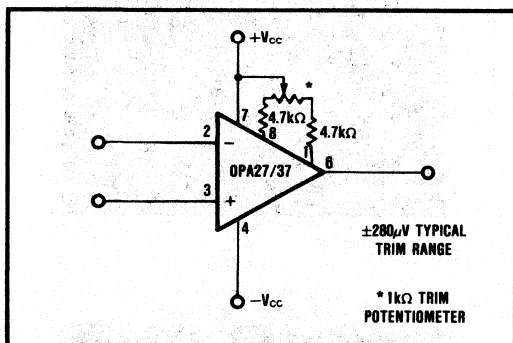 +VCC
*
7
4.7kΩ
8
4.7kΩ
1
2
−
OPA27/37
6
3
+
4
±280μV TYPICAL
TRIM RANGE
−VCC
* 1kΩ TRIM
POTENTIOMETER